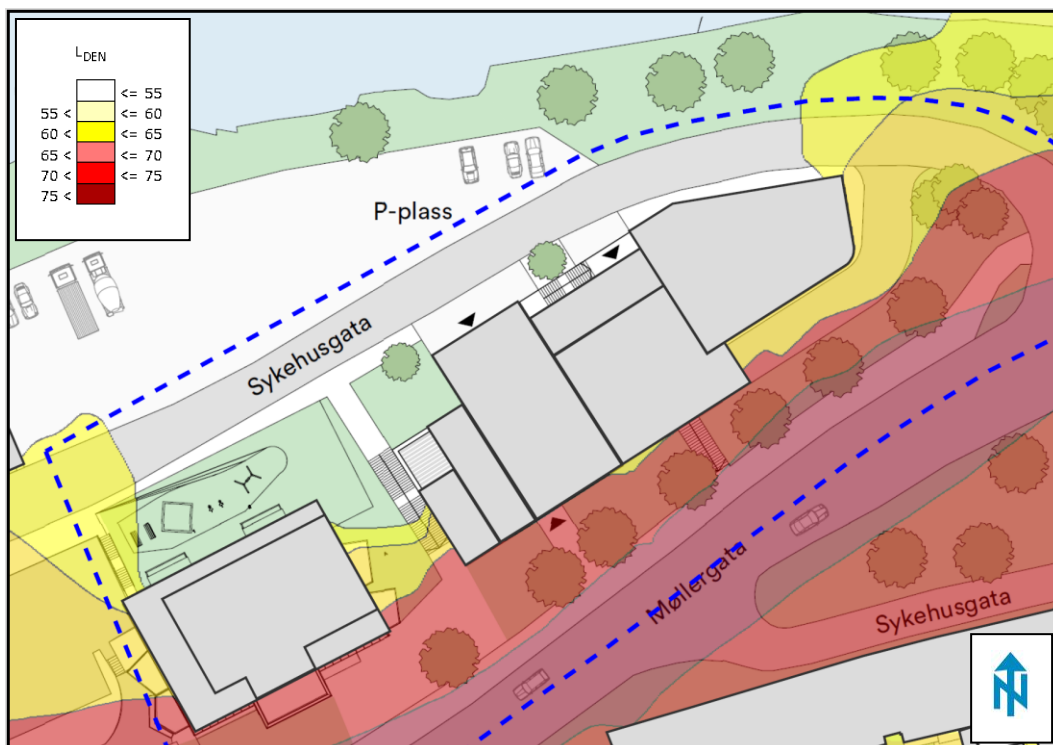 LDEN
<= 55
55 < <= 60
60 < <= 65
65 < <= 70
70 < <= 75
75 <
P-plass
Sykehusgata
Møllergata
Sykehusgata
N